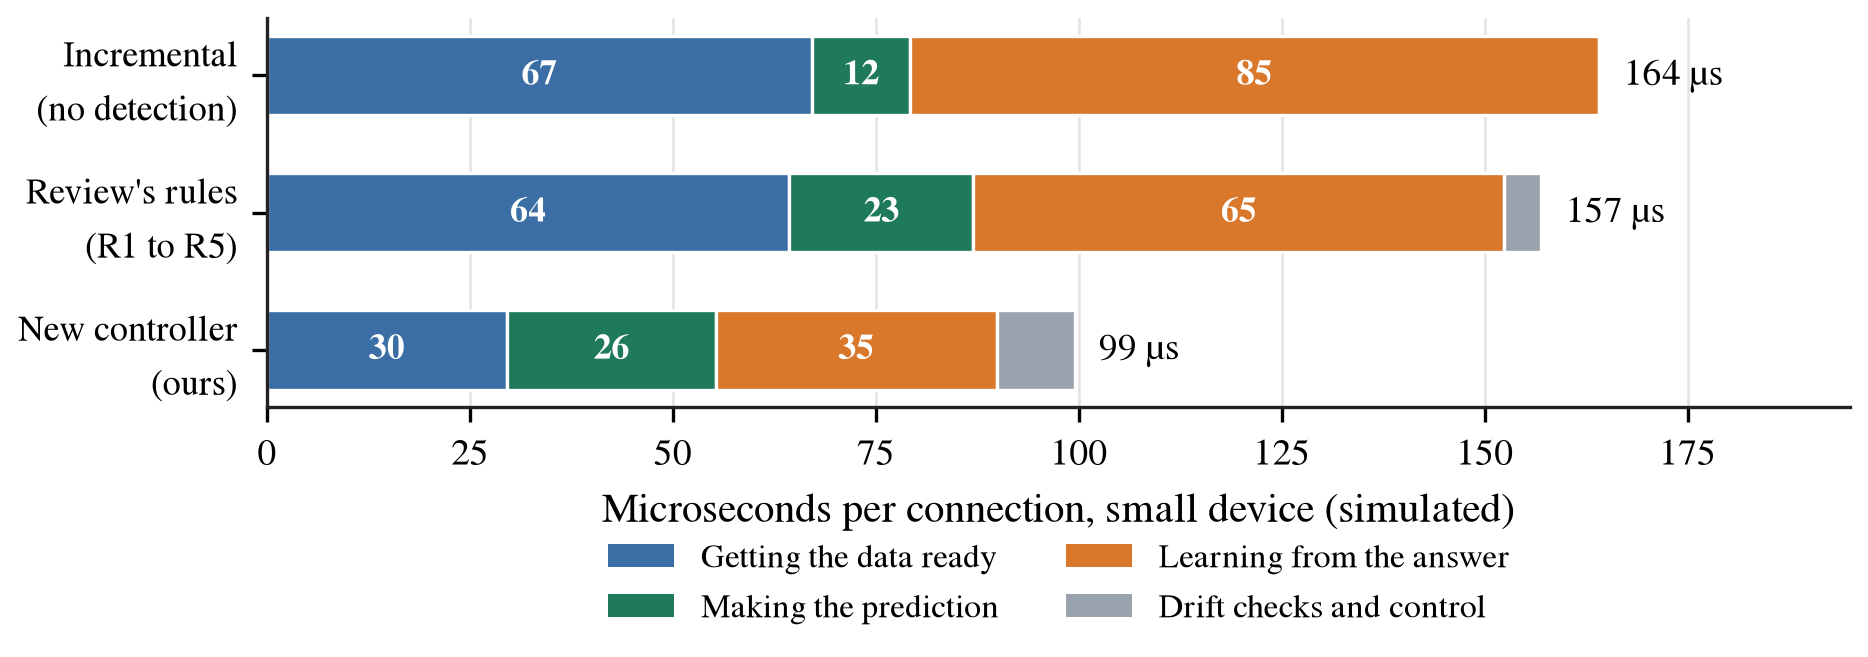 Incremental
(no detection)
67
12
85
164 μs
Review's rules
(R1 to R5)
64
23
65
157 μs
New controller
(ours)
30
26
35
99 μs
0
25
50
75
100
125
150
175
Microseconds per connection, small device (simulated)
Getting the data ready
Learning from the answer
Making the prediction
Drift checks and control